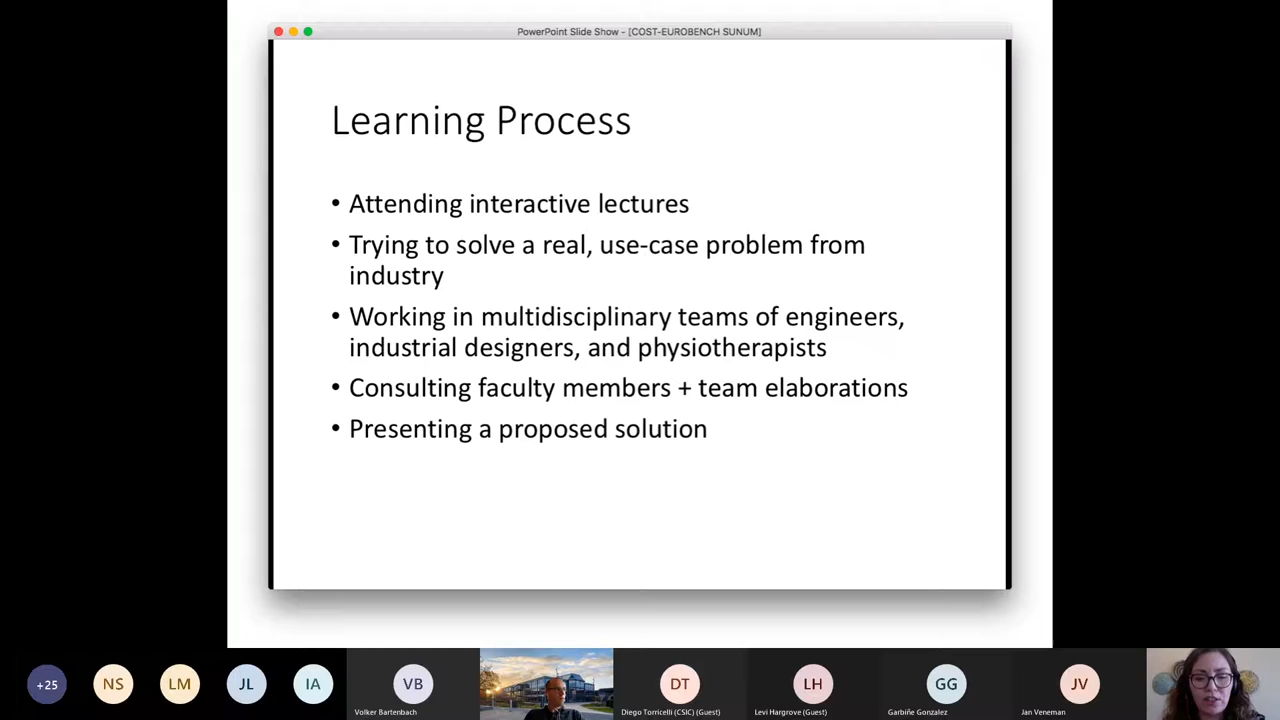 PowerPoint Slide Show - [COST-EUROBENCH SUNUM]
Learning Process
• Attending interactive lectures
• Trying to solve a real, use-case problem from
industry
• Working in multidisciplinary teams of engineers,
industrial designers, and physiotherapists
• Consulting faculty members + team elaborations
• Presenting a proposed solution
+25
NS
LM
JL
IA
VB
Volker Bartenbach
DT
Diego Torricelli (CSIC) (Guest)
LH
Levi Hargrove (Guest)
GG
Garbiñe Gonzalez
JV
Jan Veneman